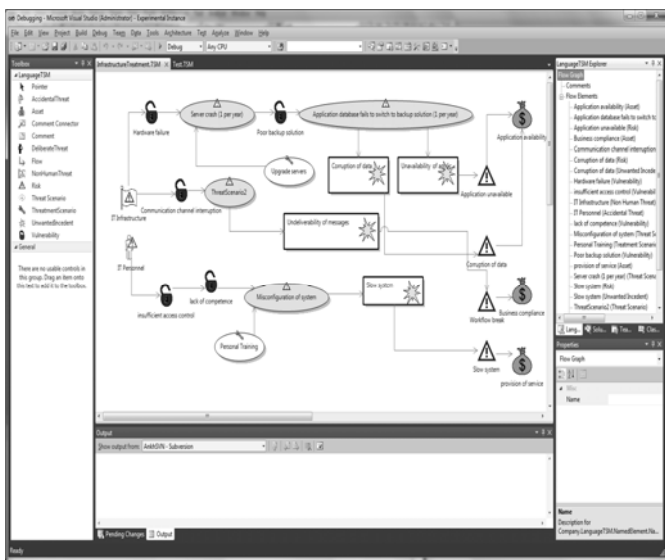 Debugging - Microsoft Visual Studio (Administrator) - Experimental Instance
File Edit View Project Build Debug Team Data Tools Architecture Test Analyze Window Help
Debug Any CPU
Toolbox
LanguageTSM
Pointer
AccidentalThreat
Asset
Comment Connector
Comment
DeliberateThreat
Flow
NonHumanThreat
Risk
Threat Scenario
ThreatmentScenario
UnwantedIncedent
Vulnerability
General
There are no usable controls in
this group. Drag an item onto
this text to add it to the toolbox.
InfrastructureTreatment.TSM Test.TSM
Hardware failure
Server crash (1 per year)
Poor backup solution
Application database fails to switch to backup solution (1 per year)
Application availability
Upgrade servers
Corruption of data
Unavailability of
Application unavailable
IT Infrastructure
Communication channel interruption
ThreatScenario2
Undeliverability of messages
Corruption of data
IT Personnel
insufficient access control
lack of competence
Misconfiguration of system
Slow system
Workflow break
Business compliance
Personal Training
Slow system
provision of service
Output
Show output from: AnkhSVN - Subversion
Pending Changes Output
Ready
LanguageTSM Explorer
Flow Graph
Comments
Flow Elements
Application availability (Asset)
Application database fails to switch to
Application unavailable (Risk)
Business compliance (Asset)
Communication channel interruption
Corruption of data (Risk)
Corruption of data (Unwanted Inceden
Hardware failure (Vulnerability)
insufficient access control (Vulnerabil
IT Infrastructure (Non Human Threat)
IT Personnel (Accidental Threat)
lack of competence (Vulnerability)
Misconfiguration of system (Threat Sc
Personal Training (Treatment Scenario
Poor backup solution (Vulnerability)
provision of service (Asset)
Server crash (1 per year) (Threat Scena
Slow system (Risk)
Slow system (Unwanted Incedent)
ThreatScenario2 (Threat Scenario)
Lang... Solu... Tea... Clas...
Properties
Flow Graph
Misc
Name
Name
Description for
Company.LanguageTSM.NamedElement.Na...